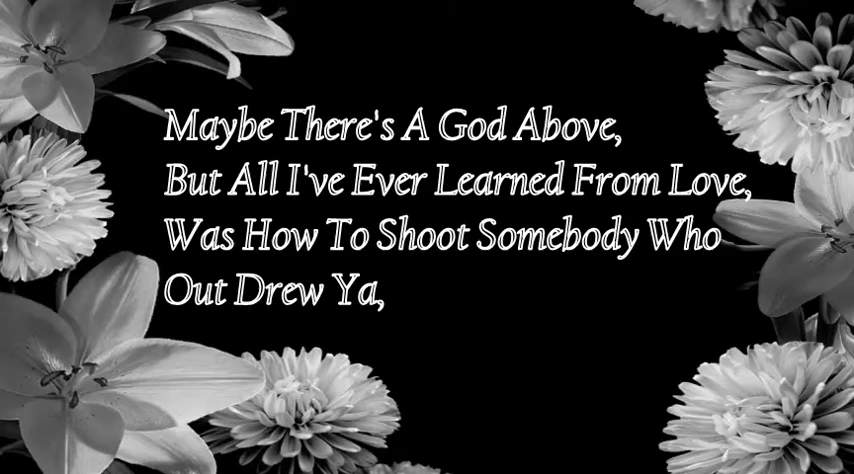 Maybe There's A God Above,
But All I've Ever Learned From Love,
Was How To Shoot Somebody Who
Out Drew Ya,